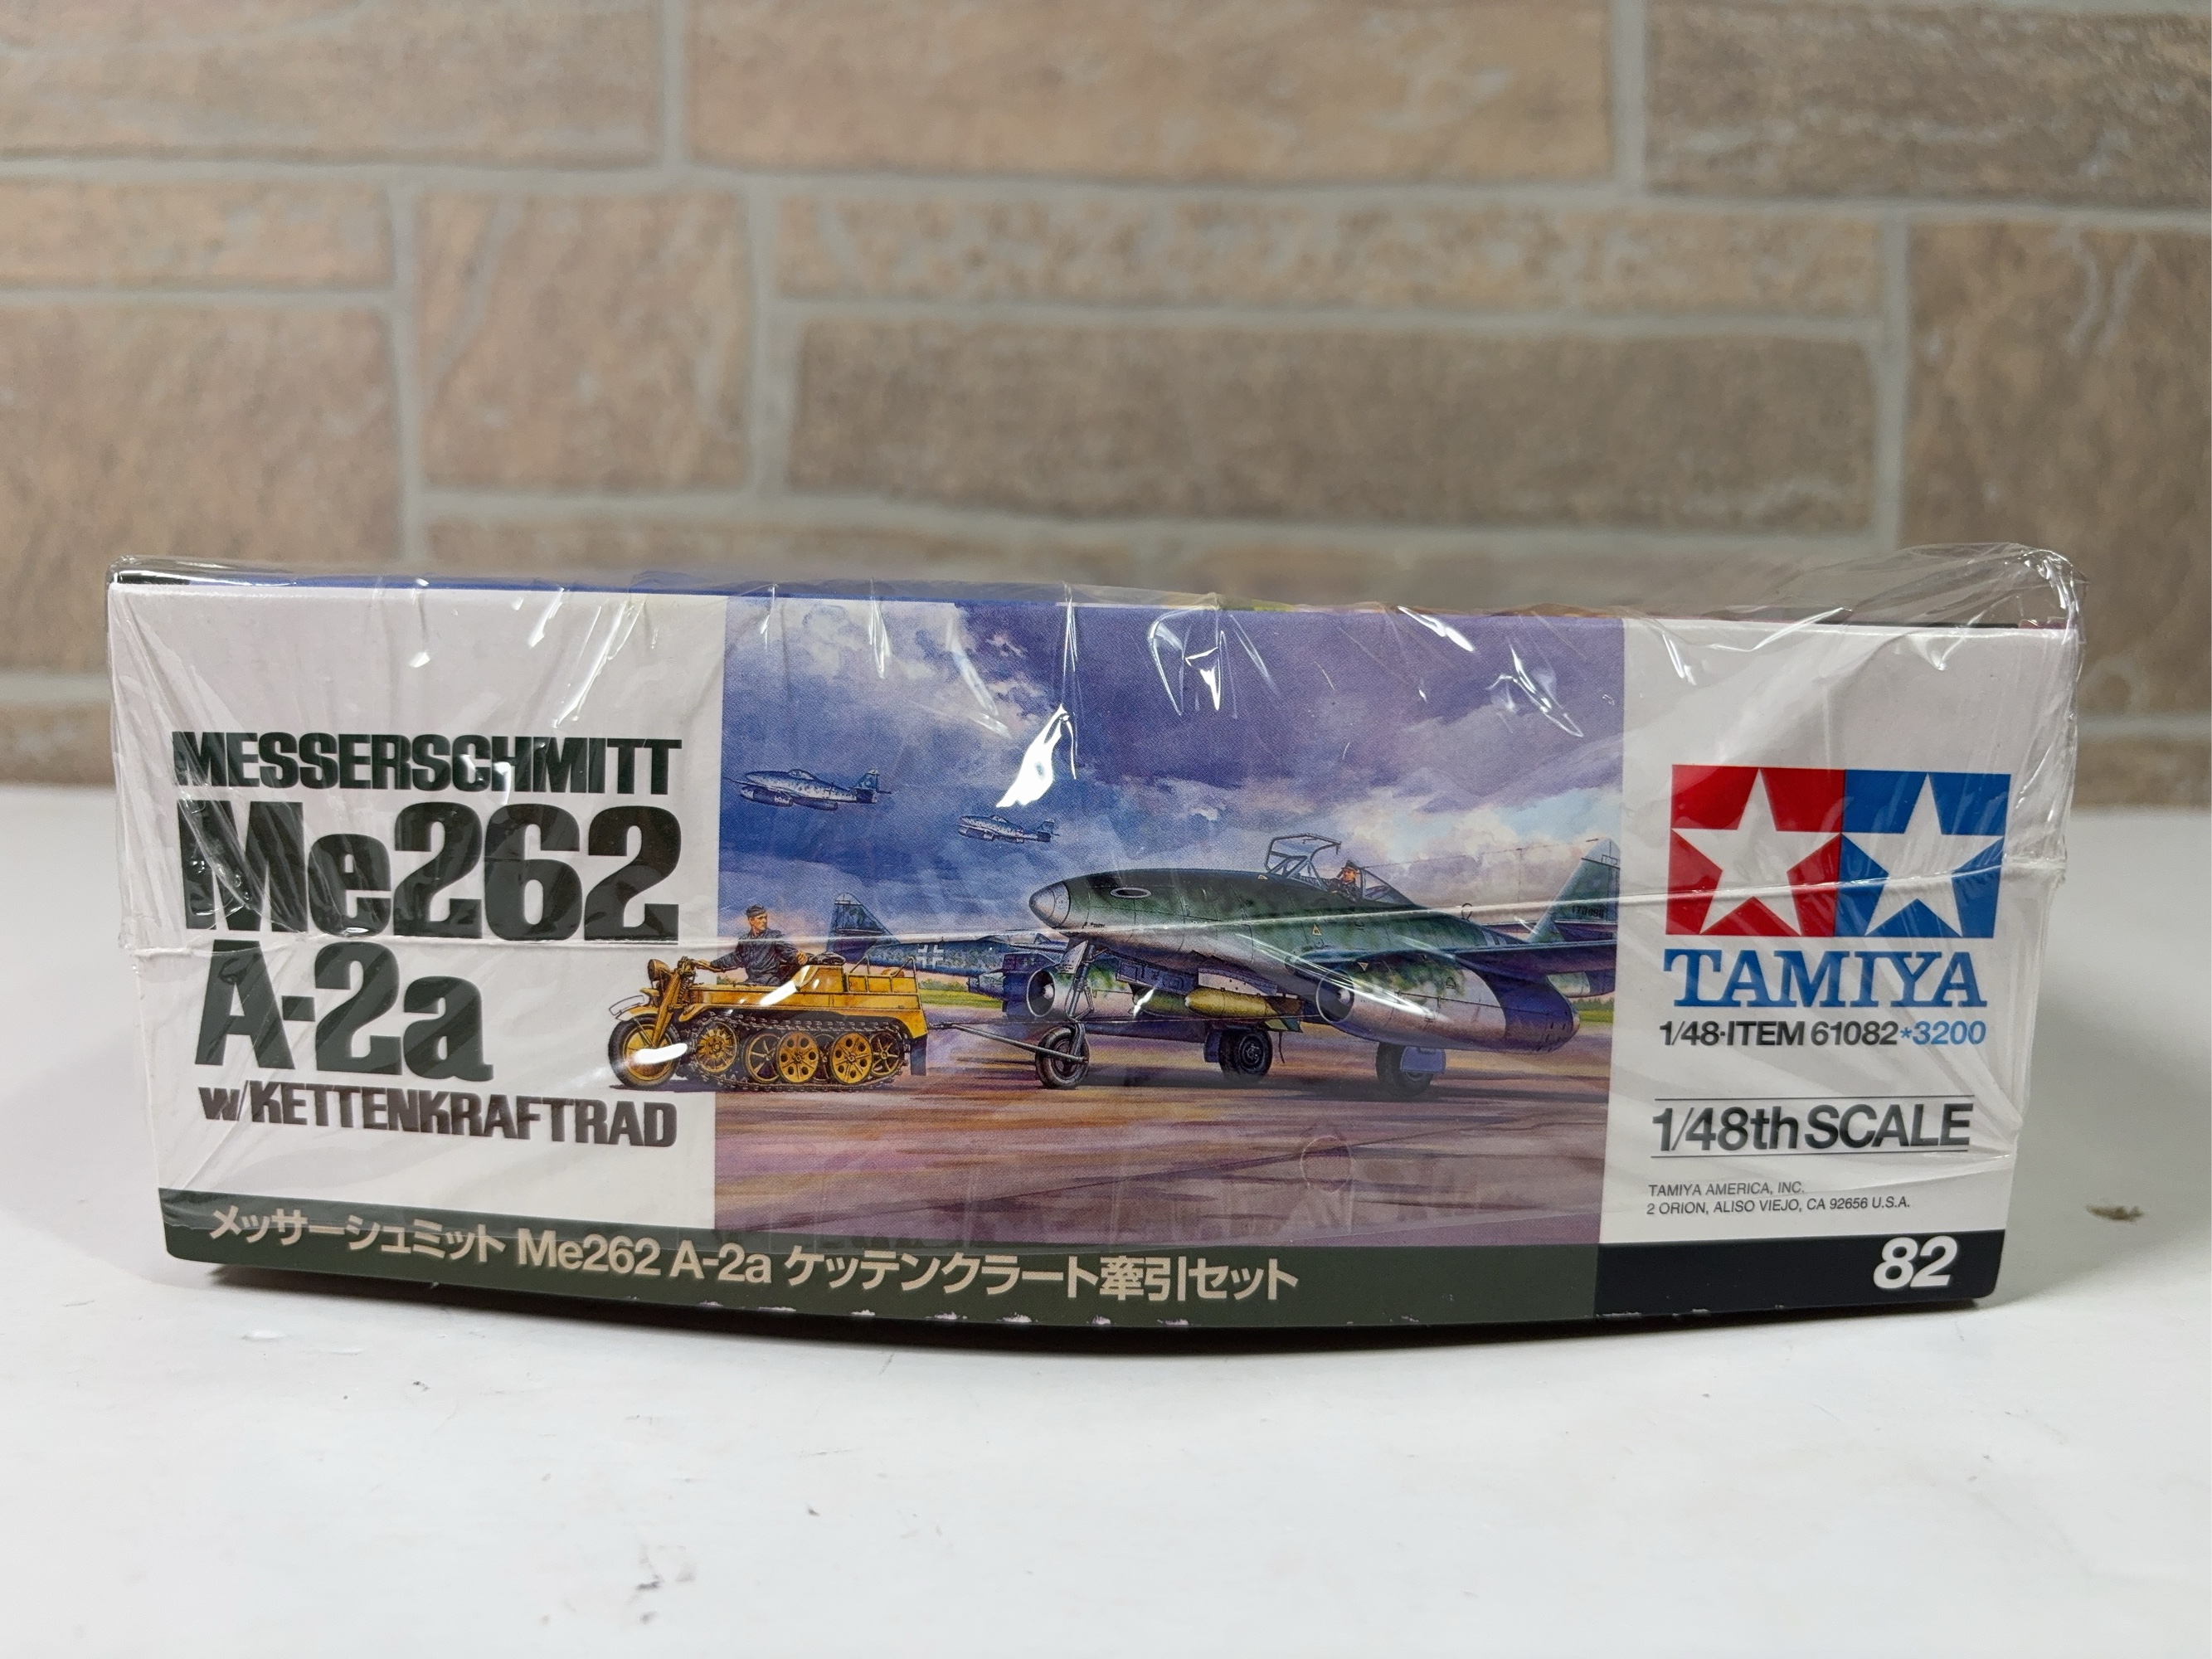 MESSERSCHMITT
Me262
A-2a
w/KETTENKRAFTRAD
メッサーシュミット Me262 A-2a ケッテンクラート牽引セット
TAMIYA
1/48·ITEM 61082*3200
1/48th SCALE
TAMIYA AMERICA, INC.
2 ORION, ALISO VIEJO, CA 92656 U.S.A.
82